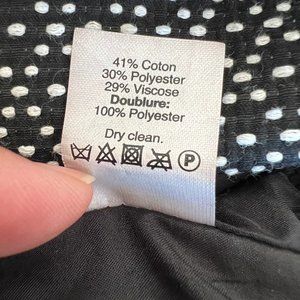 41% Coton
30% Polyester
29% Viscose
Doublure:
100% Polyester
Dry clean.
P